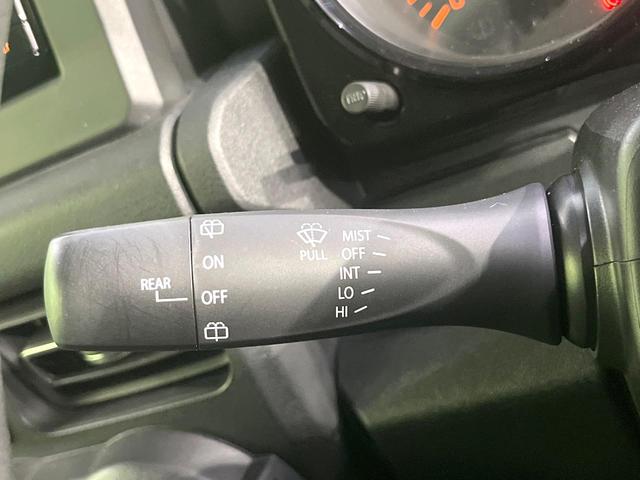 MIST
OFF
PULL
INT
LO
HI
ON
REAR
OFF